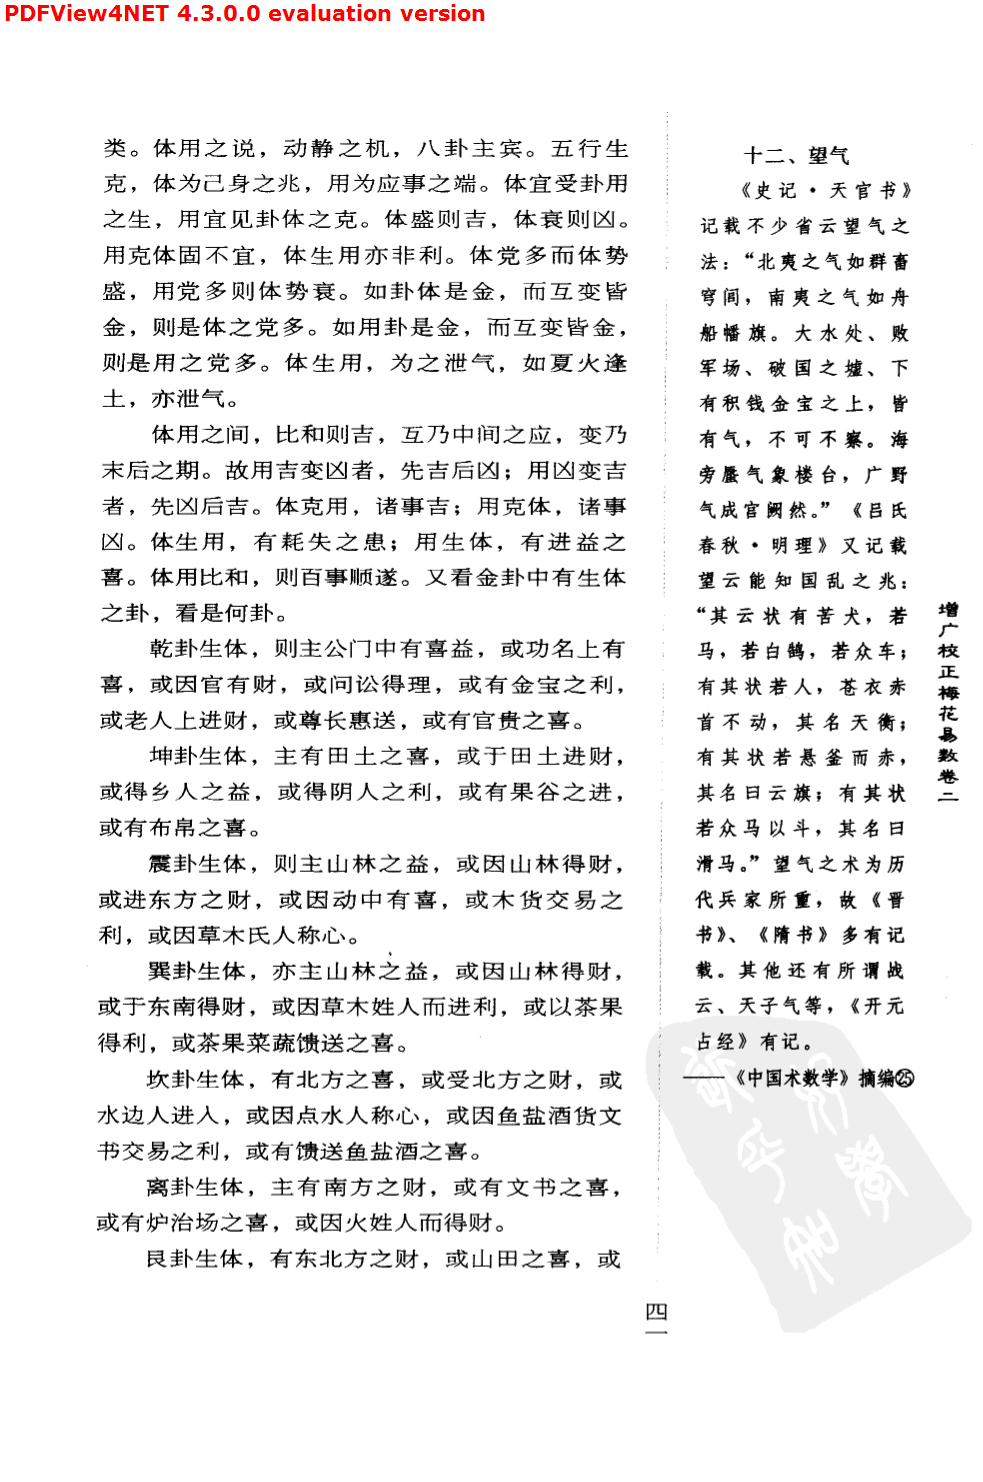 PDFView4NET 4.3.0.0 evaluation version
类。体用之说，动静之机，八卦主宾。五行生
克，体为己身之兆，用为应事之端。体宜受卦用
之生，用宜见卦体之克。体盛则吉，体衰则凶。
用克体固不宜，体生用亦非利。体党多而体势
盛，用党多则体势衰。如卦体是金，而互变皆
金，则是体之党多。如用卦是金，而互变皆金，
则是用之党多。体生用，为之泄气，如夏火逢
土，亦泄气。
体用之间，比和则吉，互乃中间之应，变乃
末后之期。故用吉变凶者，先吉后凶；用凶变吉
者，先凶后吉。体克用，诸事吉；用克体，诸事
凶。体生用，有耗失之患；用生体，有进益之
喜。体用比和，则百事顺遂。又看金卦中有生体
之卦，看是何卦。
乾卦生体，则主公门中有喜益，或功名上有
喜，或因官有财，或问讼得理，或有金宝之利，
或老人上进财，或尊长惠送，或有官贵之喜。
坤卦生体，主有田土之喜，或于田土进财，
或得乡人之益，或得阴人之利，或有果谷之进，
或有布帛之喜。
震卦生体，则主山林之益，或因山林得财，
或进东方之财，或因动中有喜，或木货交易之
利，或因草木氏人称心。
巽卦生体，亦主山林之益，或因山林得财，
或于东南得财，或因草木姓人而进利，或以茶果
得利，或茶果菜蔬馈送之喜。
坎卦生体，有北方之喜，或受北方之财，或
水边人进入，或因点水人称心，或因鱼盐酒货文
书交易之利，或有馈送鱼盐酒之喜。
离卦生体，主有南方之财，或有文书之喜，
或有炉冶场之喜，或因火姓人而得财。
艮卦生体，有东北方之财，或山田之喜，或
十二、望气
《史记·天官书》
记载不少省云望气之
法：“北夷之气如群畜
穹闾，南夷之气如舟
船幡旗。大水处、败
军场、破国之墟、下
有积钱金宝之上，皆
有气，不可不察。海
旁蜃气象楼台，广野
气成宫阙然。”《吕氏
春秋·明理》又记载
望云能知国乱之兆：
“其云状有苦犬，若
马，若白鹄，若众车；
有其状若人，苍衣赤
首不动，其名天衡；
有其状若悬釜而赤，
其名曰云旗；有其状
若众马以斗，其名曰
滑马。”望气之术为历
代兵家所重，故《晋
书》、《隋书》多有记
载。其他还有所谓战
云、天子气等，《开元
占经》有记。
——《中国术数学》摘编㉕
增广校正梅花易数卷二
四一